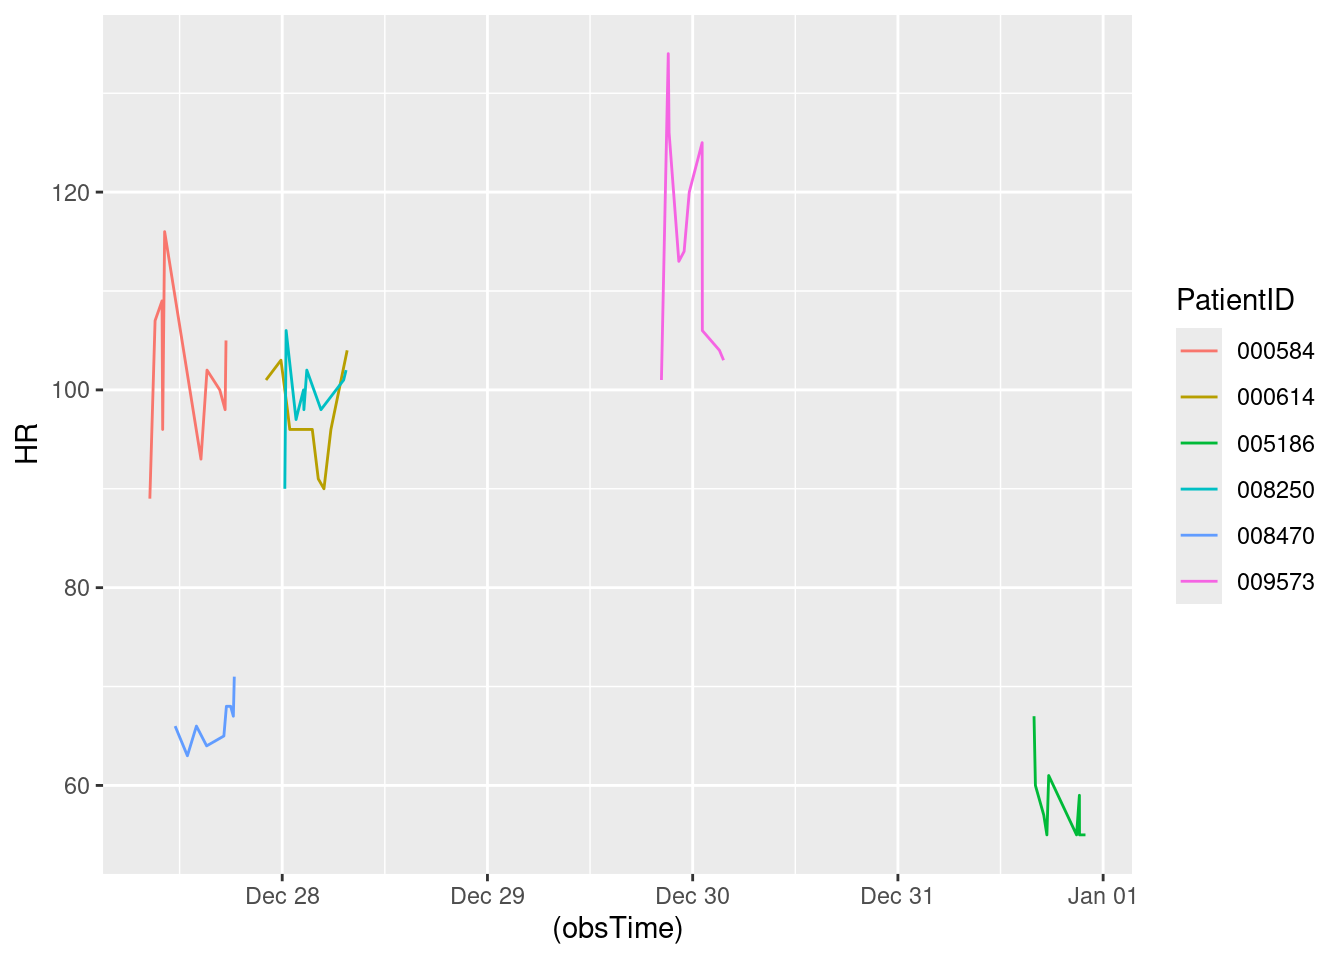 120
100
80
60
HR
Dec 28
Dec 29
Dec 30
Dec 31
Jan 01
(obsTime)
PatientID
000584
000614
005186
008250
008470
009573